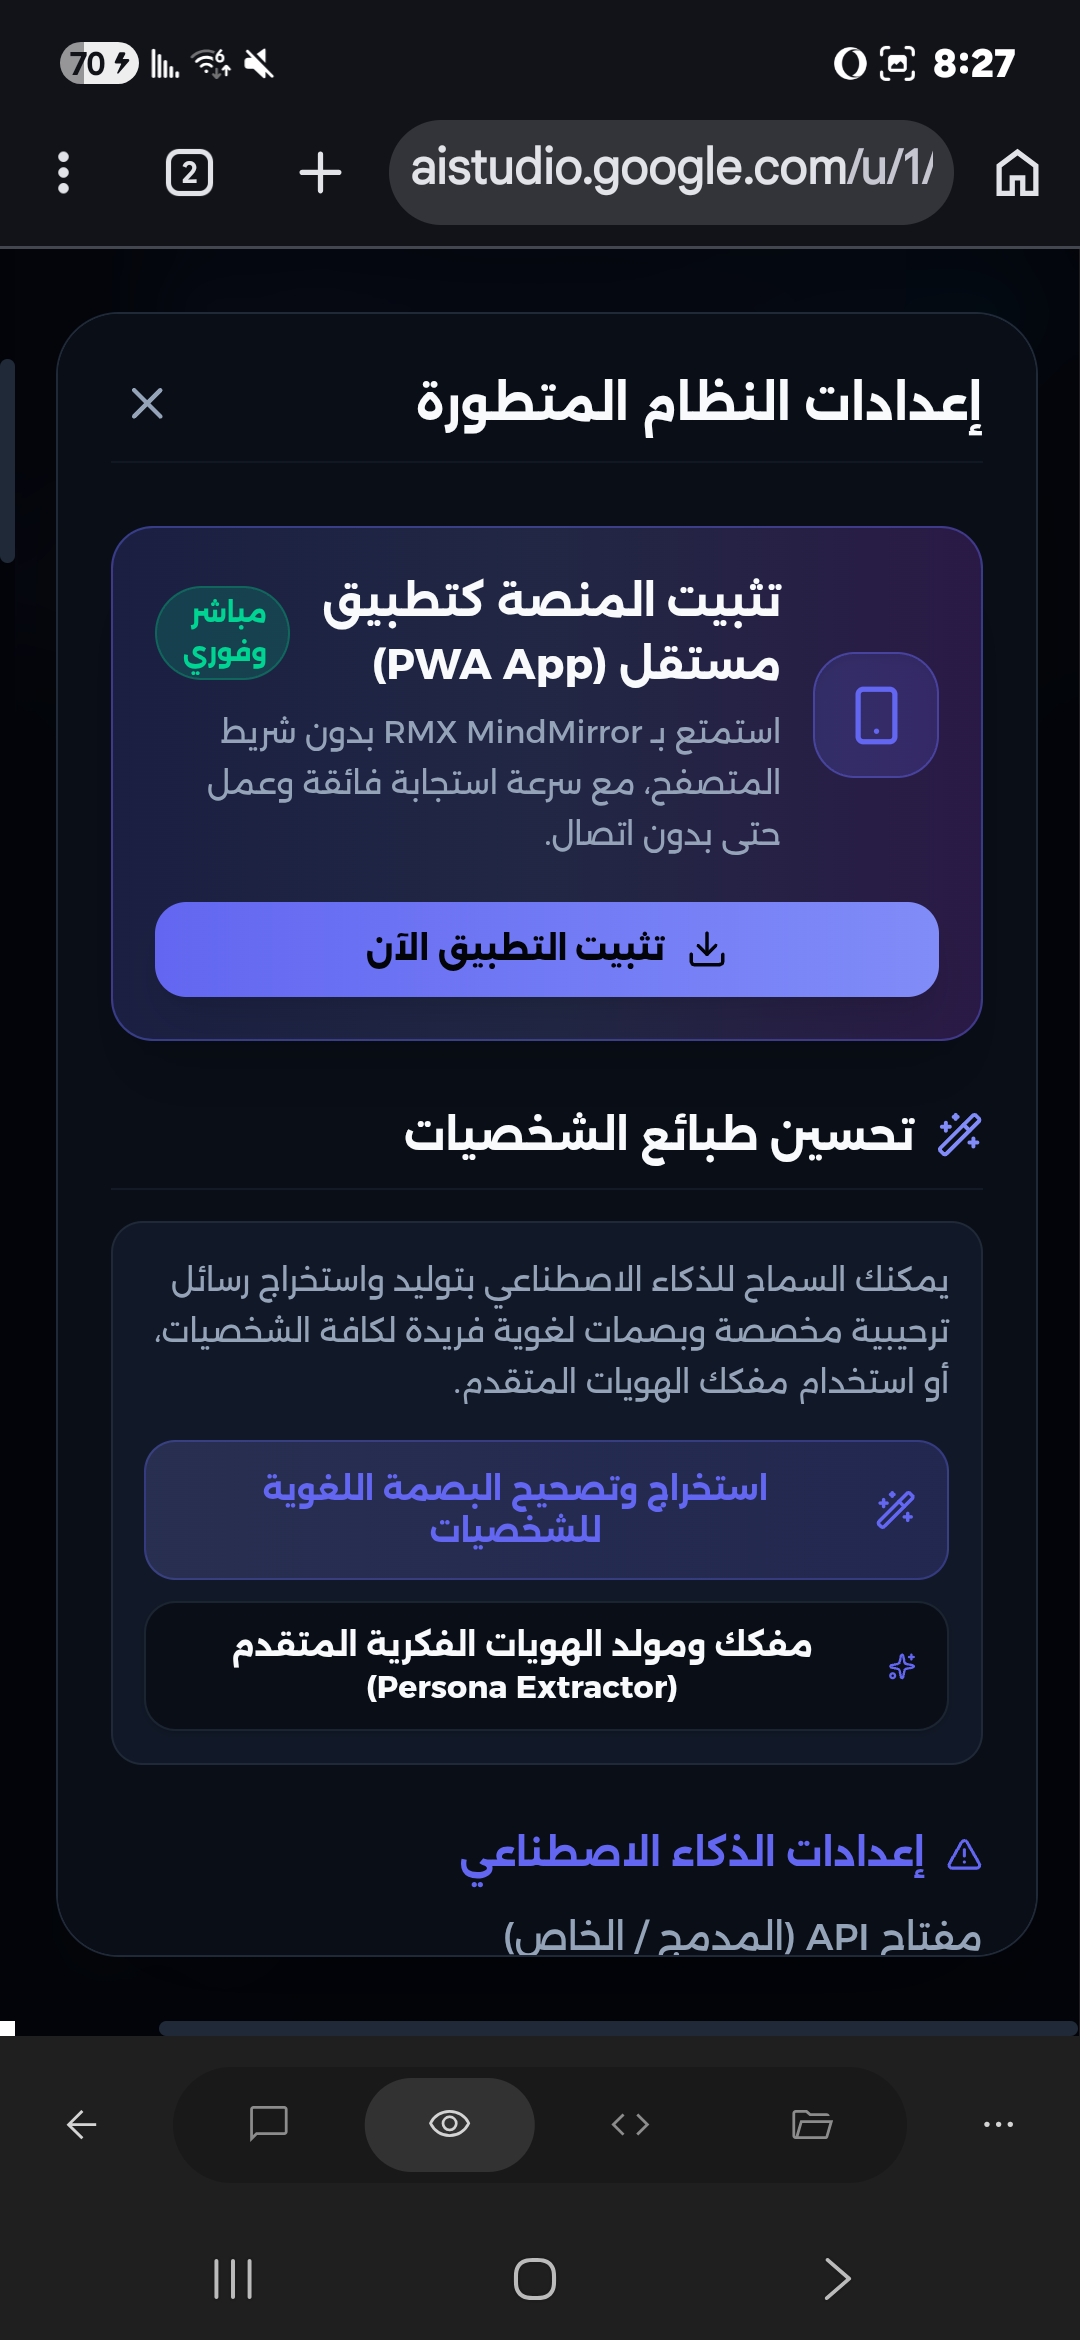 70
6
8:27
2
aistudio.google.com/u/1/
إعدادات النظام المتطورة
تثبيت المنصة كتطبيق
مستقل (PWA App)
مباشر
وفوري
استمتع بـ RMX MindMirror بدون شريط
المتصفح، مع سرعة استجابة فائقة وعمل
حتى بدون اتصال.
تثبيت التطبيق الآن
تحسين طبائع الشخصيات
يمكنك السماح للذكاء الاصطناعي بتوليد واستخراج رسائل
ترحيبية مخصصة وبصمات لغوية فريدة لكافة الشخصيات،
أو استخدام مفكك الهويات المتقدم.
استخراج وتصحيح البصمة اللغوية
للشخصيات
مفكك ومولد الهويات الفكرية المتقدم
(Persona Extractor)
إعدادات الذكاء الاصطناعي
مفتاح API (المدمج / الخاص)